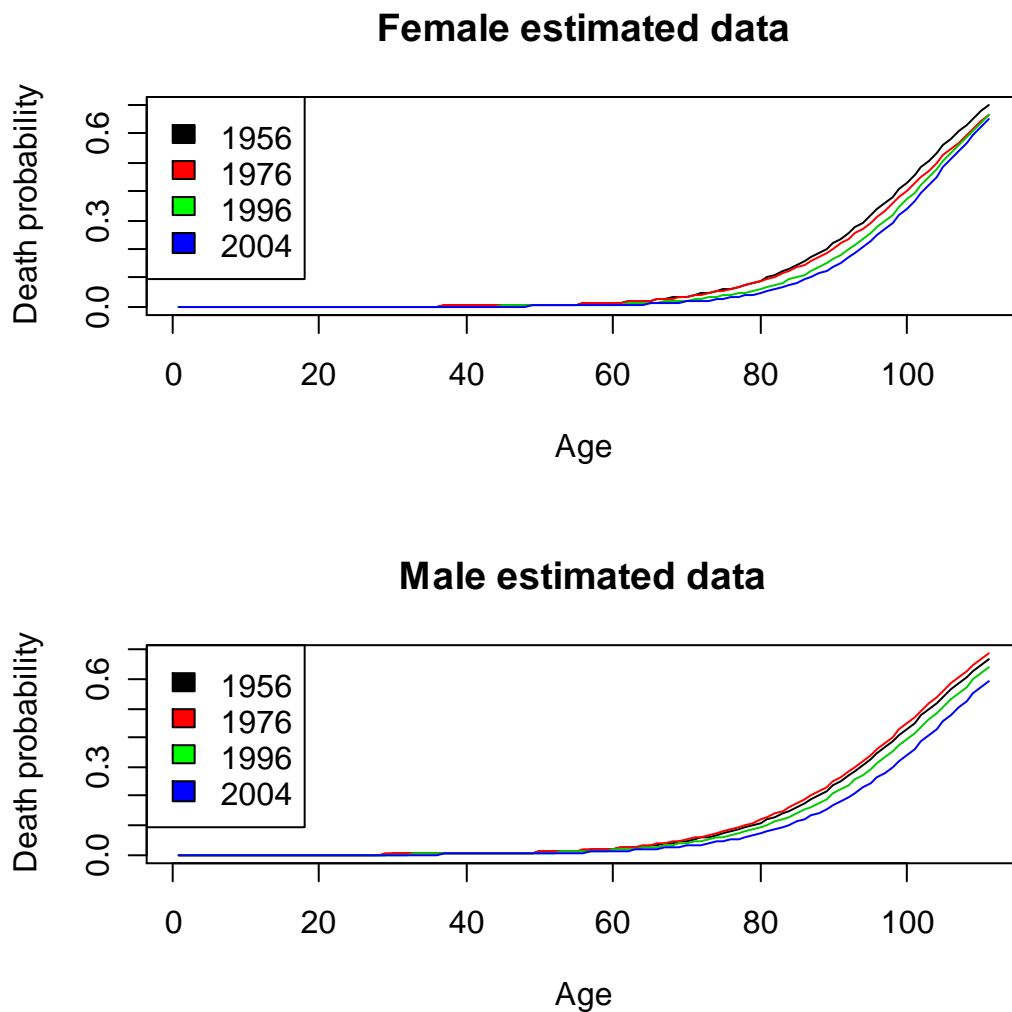 Female estimated data
Death probability
0.6
0.3
0.0
1956
1976
1996
2004
0 20 40 60 80 100
Age
Male estimated data
Death probability
0.6
0.3
0.0
1956
1976
1996
2004
0 20 40 60 80 100
Age